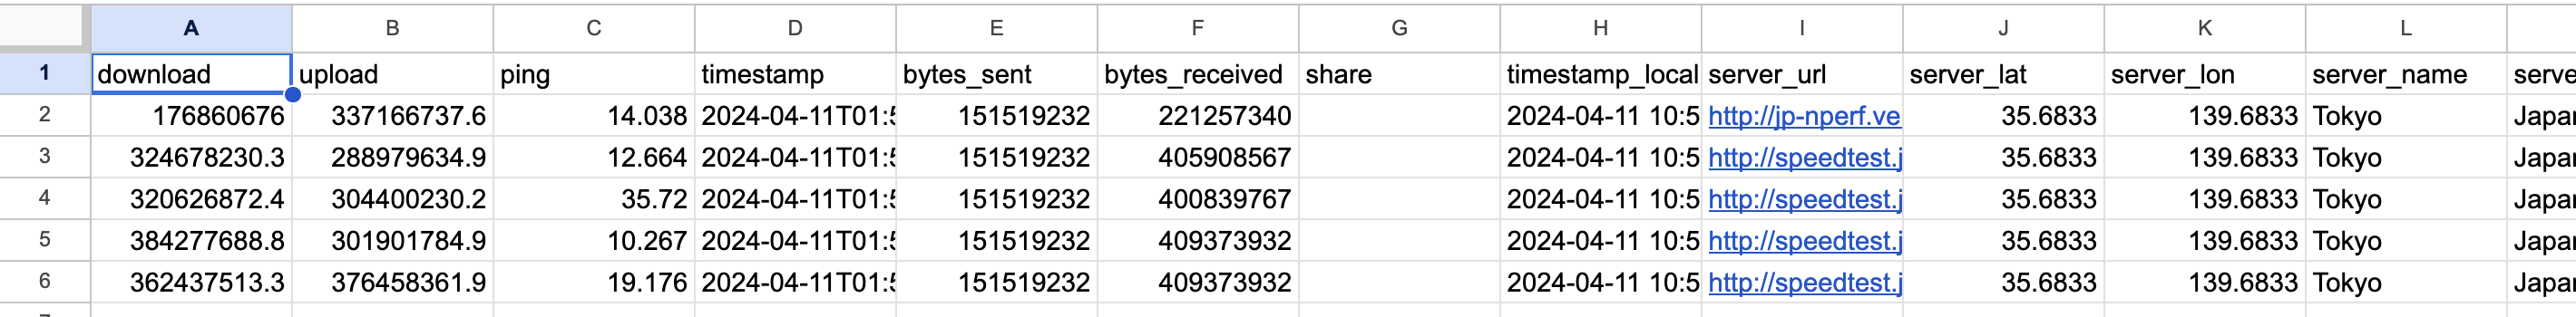 A B C D E F G H I J K L
1 download upload ping timestamp bytes_sent bytes_received share timestamp_local server_url server_lat server_lon server_name serve
2 176860676 337166737.6 14.038 2024-04-11T01:5 151519232 221257340 2024-04-11 10:5 http://jp-nperf.ve 35.6833 139.6833 Tokyo Japa
3 324678230.3 288979634.9 12.664 2024-04-11T01:5 151519232 405908567 2024-04-11 10:5 http://speedtest.j 35.6833 139.6833 Tokyo Japa
4 320626872.4 304400230.2 35.72 2024-04-11T01:5 151519232 400839767 2024-04-11 10:5 http://speedtest.j 35.6833 139.6833 Tokyo Japa
5 384277688.8 301901784.9 10.267 2024-04-11T01:5 151519232 409373932 2024-04-11 10:5 http://speedtest.j 35.6833 139.6833 Tokyo Japa
6 362437513.3 376458361.9 19.176 2024-04-11T01:5 151519232 409373932 2024-04-11 10:5 http://speedtest.j 35.6833 139.6833 Tokyo Japa